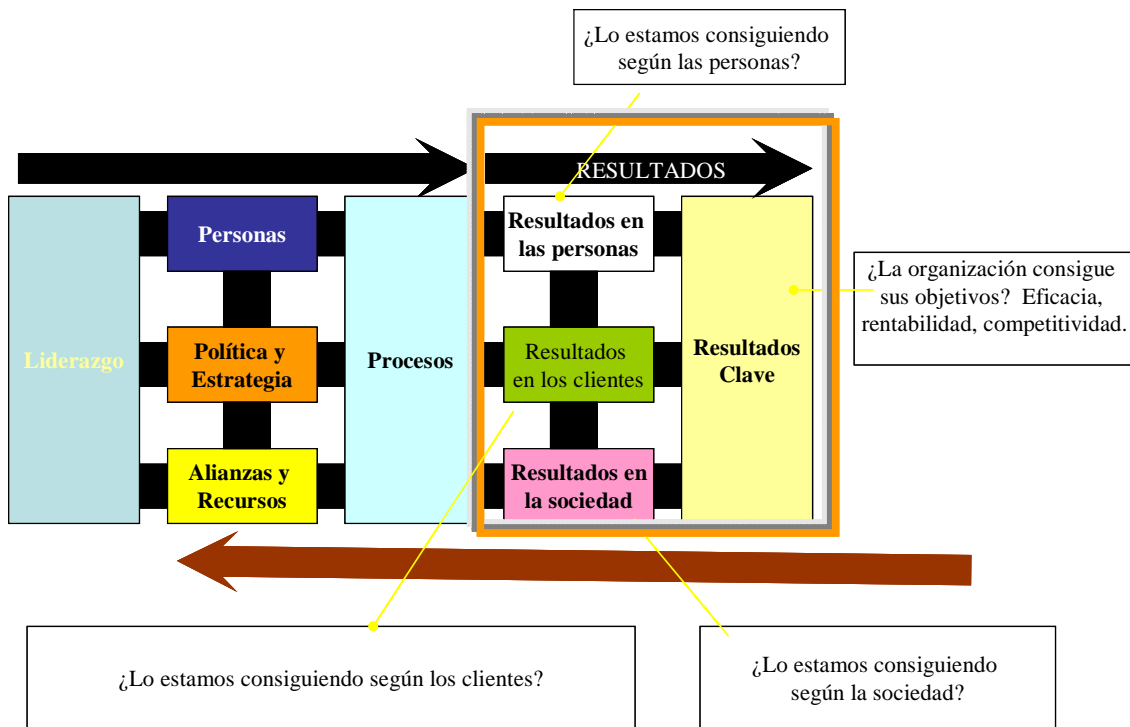 ¿Lo estamos consiguiendo
según las personas?
RESULTADOS
Liderazgo
Personas
Política y
Estrategia
Alianzas y
Recursos
Procesos
Resultados en
las personas
Resultados
en los clientes
Resultados en
la sociedad
Resultados
Clave
¿La organización consigue
sus objetivos? Eficacia,
rentabilidad, competitividad.
¿Lo estamos consiguiendo según los clientes?
¿Lo estamos consiguiendo
según la sociedad?